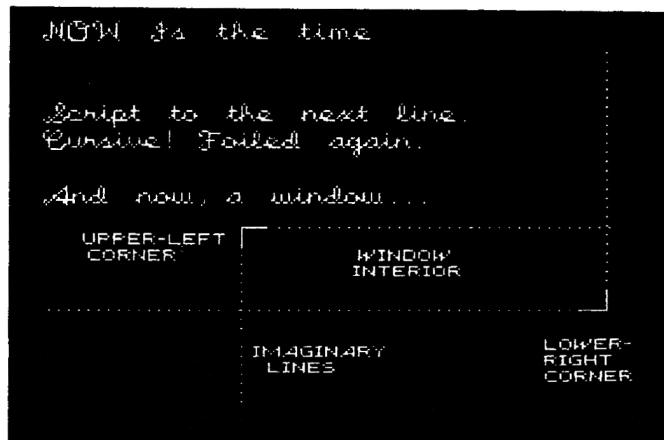 NOW Is the time
Script to the next line.
Cursive! Foiled again.
And now, a window...
UPPER-LEFT
CORNER
WINDOW
INTERIOR
IMAGINARY
LINES
LOWER-
RIGHT
CORNER